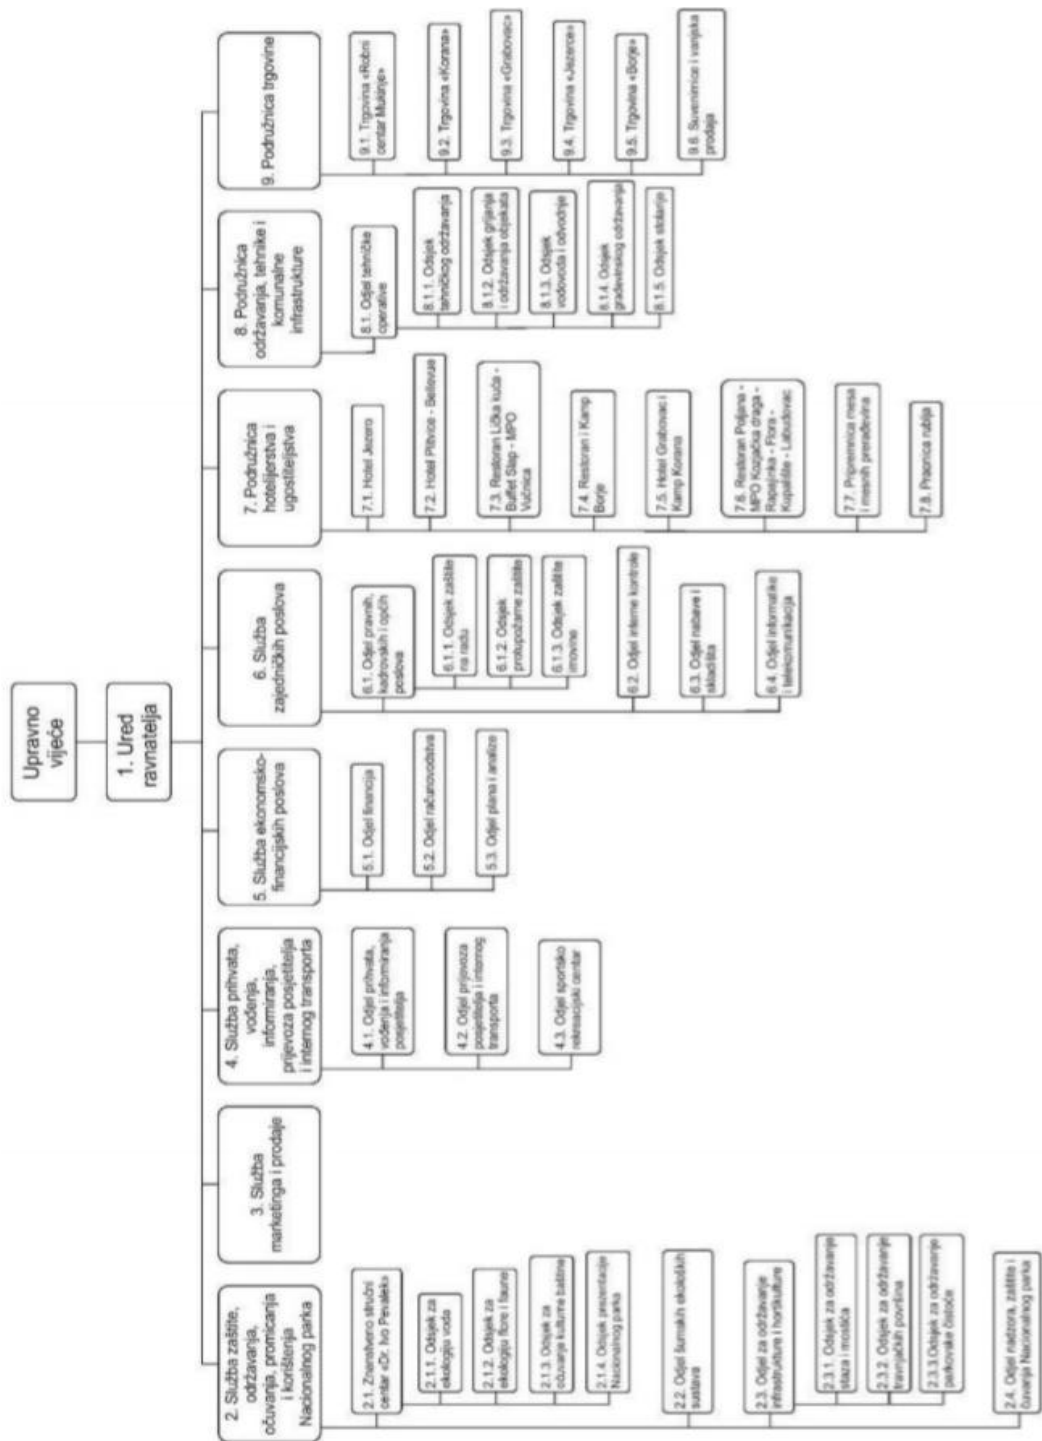 Upravno
vijeće
1. Ured
ravnatelja
2. Služba zaštite,
održavanja,
očuvanja, promicanja
i korištenja
Nacionalnog parka
2.1. Znanstveno stručni
centar «Dr. Ivo Pevalek»
2.1.1. Odsjek za
ekologiju voda
2.1.2. Odsjek za
ekologiju flore i faune
2.1.3. Odsjek za
očuvanja kulturne baštine
2.1.4. Odsjek prezentacije
Nacionalnog parka
2.2. Odjel šumskih ekoloških
sustava
2.3. Odjel za održavanje
infrastrukture i hortikulture
2.3.1. Odsjek za održavanje
staza i mostića
2.3.2. Odsjek za održavanje
travnjačkih površina
2.3.3.Odsjek za održavanje
parkovske čistoće
2.4. Odjel nadzora, zaštite i
čuvanja Nacionalnog parka
3. Služba
marketinga i prodaje
4. Služba prihvata,
vođenja,
informiranja,
prijevoza posjetitelja
i internog transporta
4.1. Odjel prihvata,
vođenja i informiranja
posjetitelja
4.2. Odjel prijevoza
posjetitelja i internog
transporta
4.3. Odjel sportsko
rekreacijski centar
5. Služba ekonomsko-
financijskih poslova
5.1. Odjel financija
5.2. Odjel računovodstva
5.3. Odjel plana i analize
6. Služba
zajedničkih poslova
6.1. Odjel pravnih,
kadrovskih i općih
poslova
6.1.1. Odsjek zaštite
na radu
6.1.2. Odsjek
protupožarne zaštite
6.1.3. Odsjek zaštite
imovine
6.2. Odjel interne kontrole
6.3. Odjel nabave i
skladišta
6.4. Odjel informatike
i telekomunikacija
7. Podružnica
hotelijerstva i
ugostiteljstva
7.1. Hotel Jezero
7.2. Hotel Plitvice - Bellevue
7.3. Restoran Lička kuća -
Buffet Slap - MPO
Vučnica
7.4. Restoran i Kamp
Borje
7.5. Hotel Grabovac i
Kamp Korana
7.6. Restoran Poljana -
MPO Kozjačka draga -
Rapajinka - Flora -
Kupalište - Labudovac
7.7. Pripremnica mesa
i mesnih prerađevina
7.8. Praonica rublja
8. Podružnica
održavanja, tehnike i
komunalne
infrastrukture
8.1. Odjel tehničke
operative
8.1.1. Odsjek
tehničkog održavanja
8.1.2. Odsjek grijanja
i održavanja objekata
8.1.3. Odsjek
vodovoda i odvodnje
8.1.4. Odsjek
građevinskog održavanja
8.1.5. Odsjek stolarije
9. Podružnica trgovine
9.1. Trgovina «Robni
centar Mukinje»
9.2. Trgovina «Korana»
9.3. Trgovina «Grabovac»
9.4. Trgovina «Jezerce»
9.5. Trgovina «Borje»
9.6. Suvenirnice i vanjska
prodaja